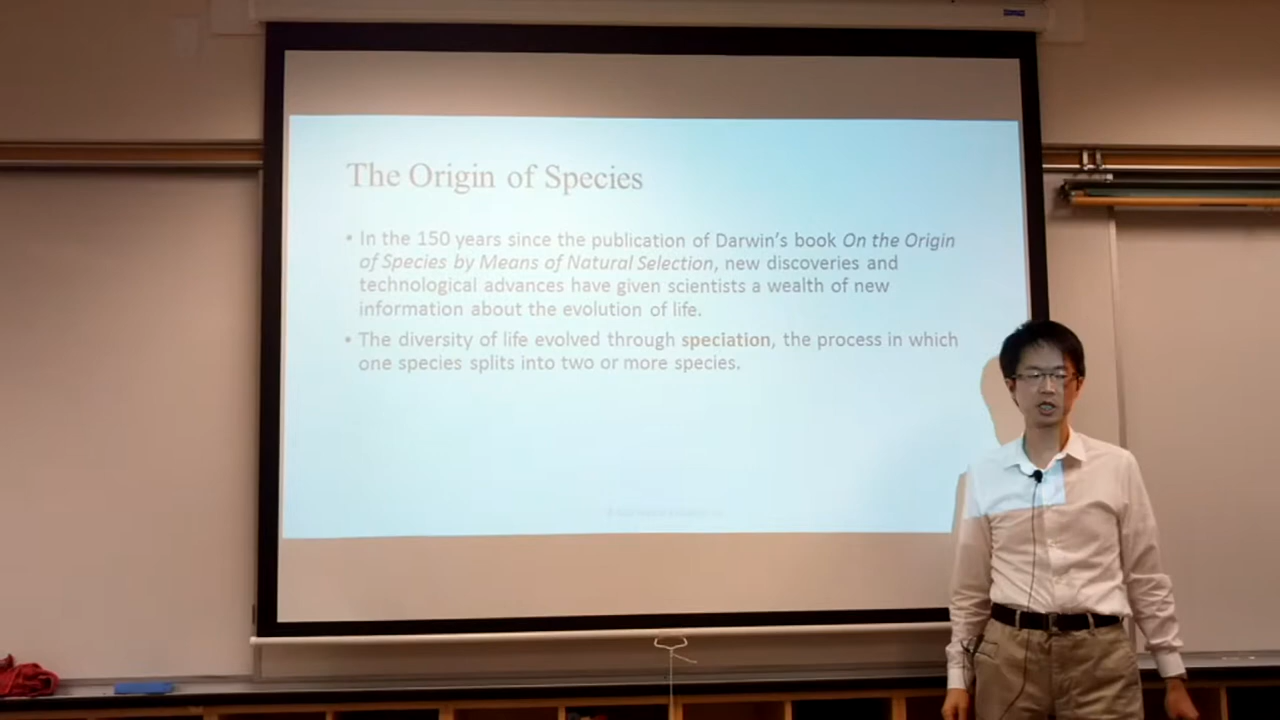 The Origin of Species
• In the 150 years since the publication of Darwin's book On the Origin
of Species by Means of Natural Selection, new discoveries and
technological advances have given scientists a wealth of new
information about the evolution of life.
• The diversity of life evolved through speciation, the process in which
one species splits into two or more species.